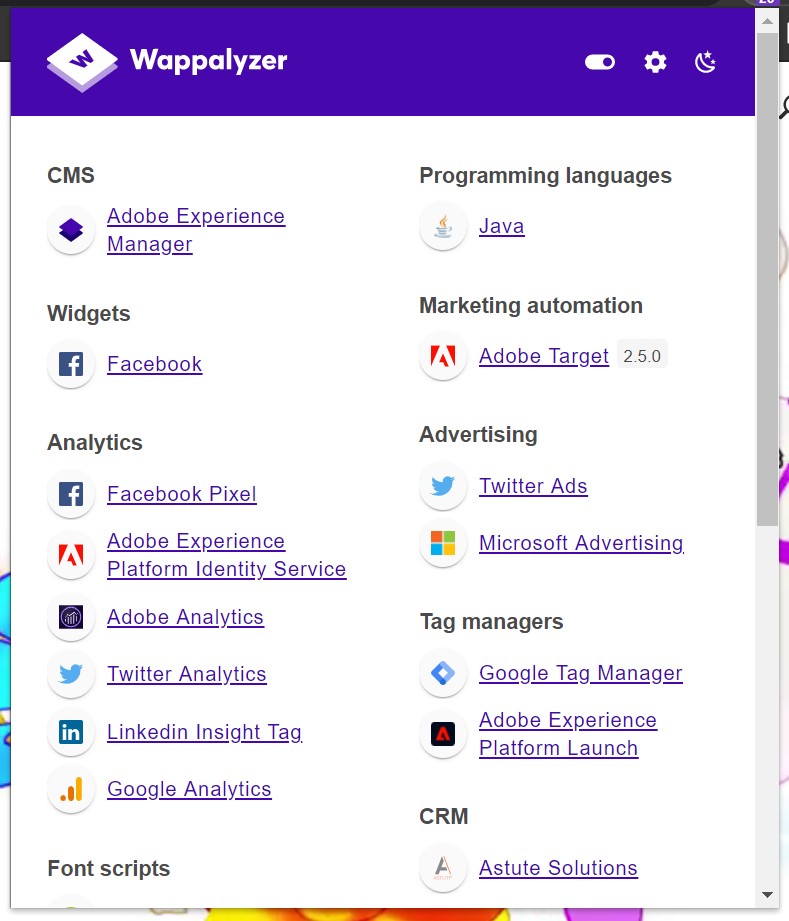 Wappalyzer
CMS
Adobe Experience
Manager
Widgets
Facebook
Analytics
Facebook Pixel
Adobe Experience
Platform Identity Service
Adobe Analytics
Twitter Analytics
Linkedin Insight Tag
Google Analytics
Font scripts
Programming languages
Java
Marketing automation
Adobe Target 2.5.0
Advertising
Twitter Ads
Microsoft Advertising
Tag managers
Google Tag Manager
Adobe Experience
Platform Launch
CRM
ASTUTE
Astute Solutions